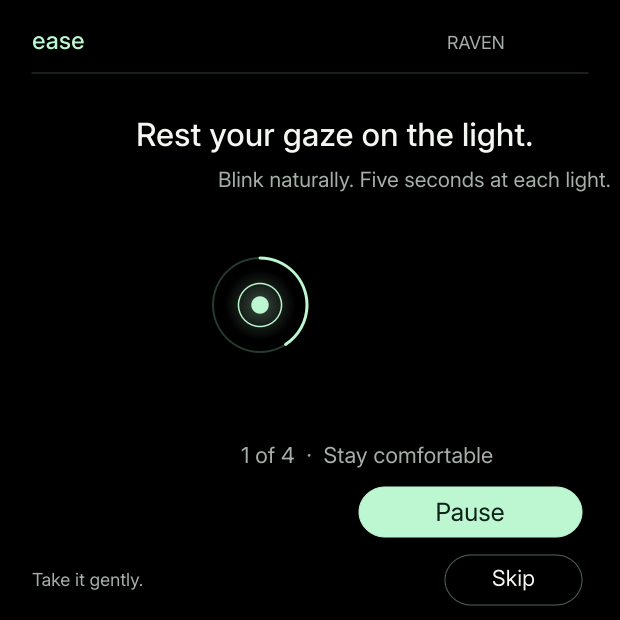 ease
RAVEN
Rest your gaze on the light.
Blink naturally. Five seconds at each light.
1 of 4 · Stay comfortable
Pause
Take it gently.
Skip